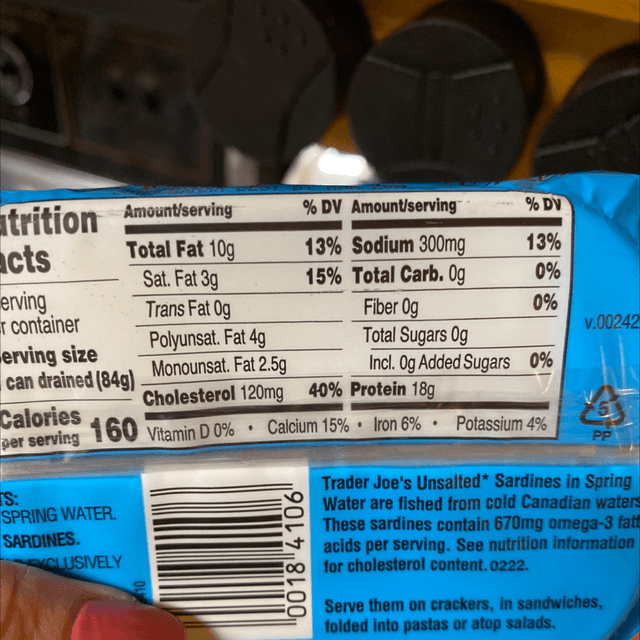 utrition
acts
erving
r container
erving size
can drained (84g)
Calories
per serving 160
Amount/serving % DV
Total Fat 10g 13%
Sat. Fat 3g 15%
Trans Fat 0g
Polyunsat. Fat 4g
Monounsat. Fat 2.5g
Cholesterol 120mg 40%
Amount/serving % DV
Sodium 300mg 13%
Total Carb. 0g 0%
Fiber 0g 0%
Total Sugars 0g
Incl. 0g Added Sugars 0%
Protein 18g
Vitamin D 0% • Calcium 15% • Iron 6% • Potassium 4%
v.00242
5
PP
TS:
SPRING WATER.
SARDINES.
EXCLUSIVELY
0018 4106
Trader Joe's Unsalted* Sardines in Spring
Water are fished from cold Canadian waters
These sardines contain 670mg omega-3 fatt
acids per serving. See nutrition information
for cholesterol content. 0222.
Serve them on crackers, in sandwiches,
folded into pastas or atop salads.